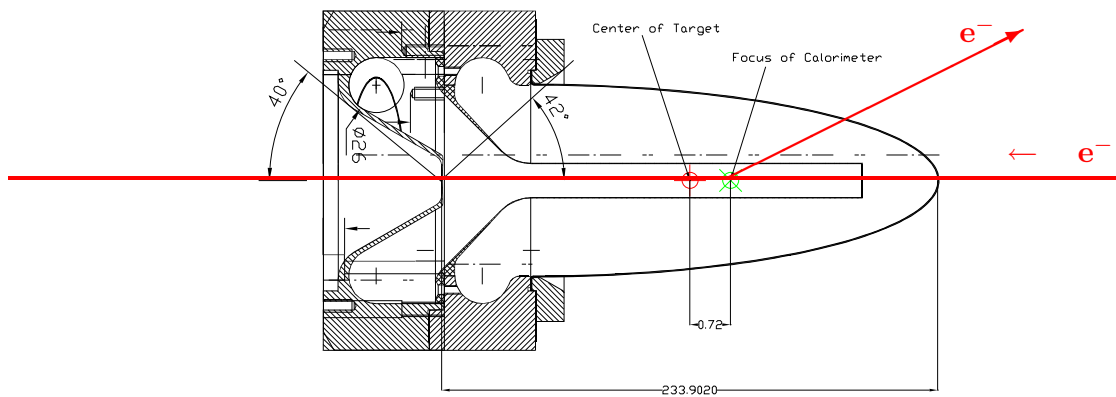 Center of Target
e⁻
Focus of Calorimeter
40°
42°
ø26
← e⁻
0.72
233.9020